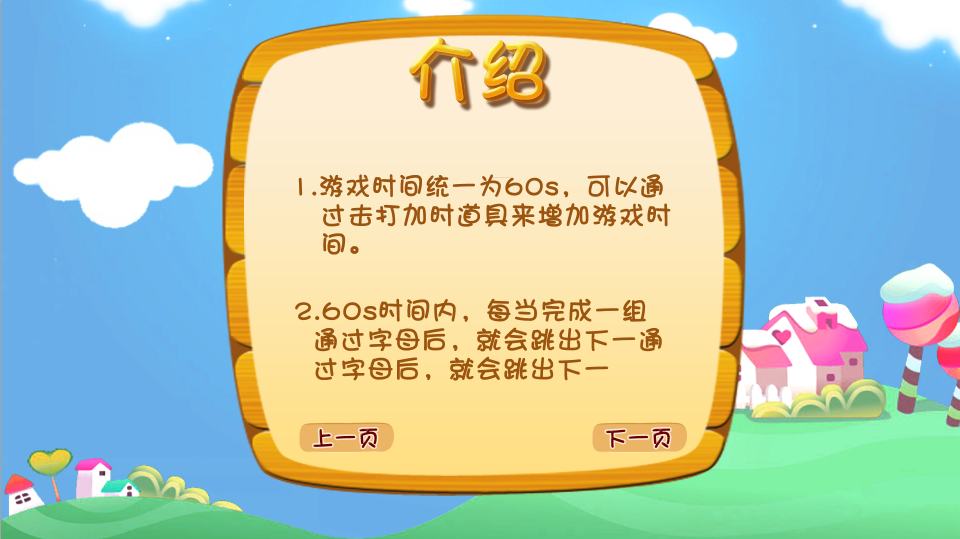 介绍
1.游戏时间统一为60s，可以通
过击打加时道具来增加游戏时
间。
2.60s时间内，每当完成一组
通过字母后，就会跳出下一通
过字母后，就会跳出下一
上一页
下一页